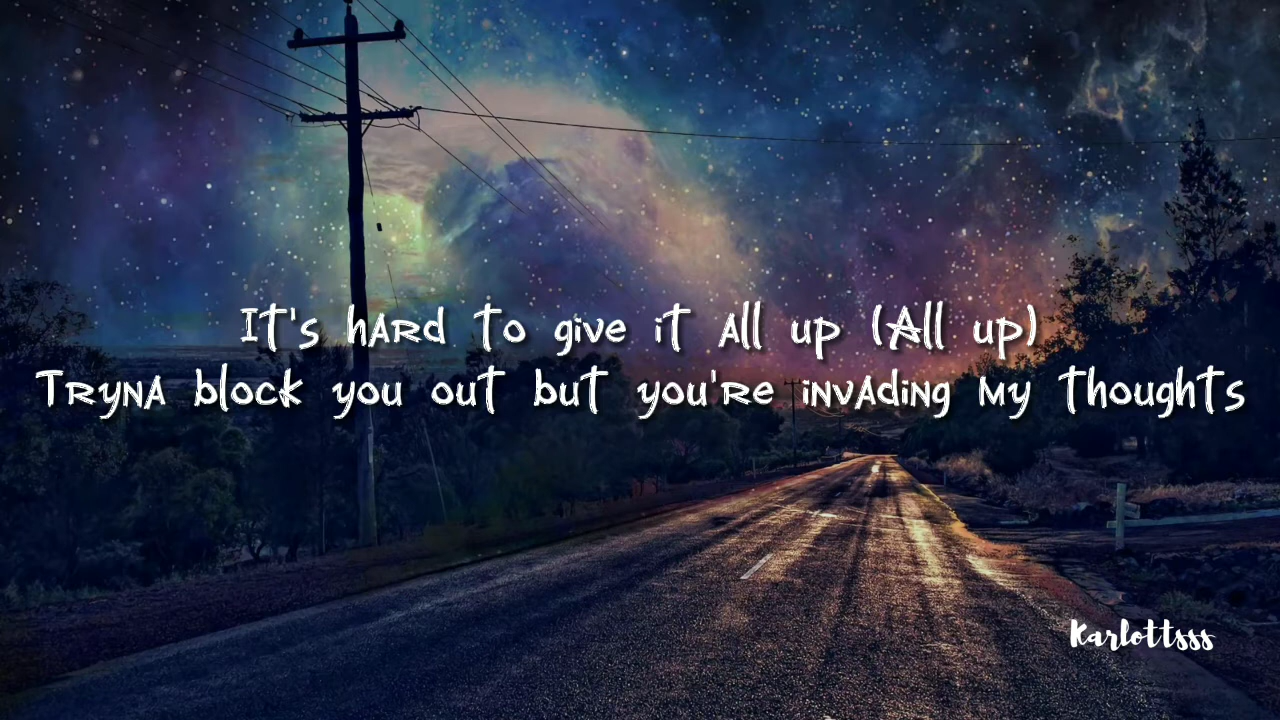 It's hard to give it all up (All up)
Tryna block you out but you're invading my thoughts
Karlottsss